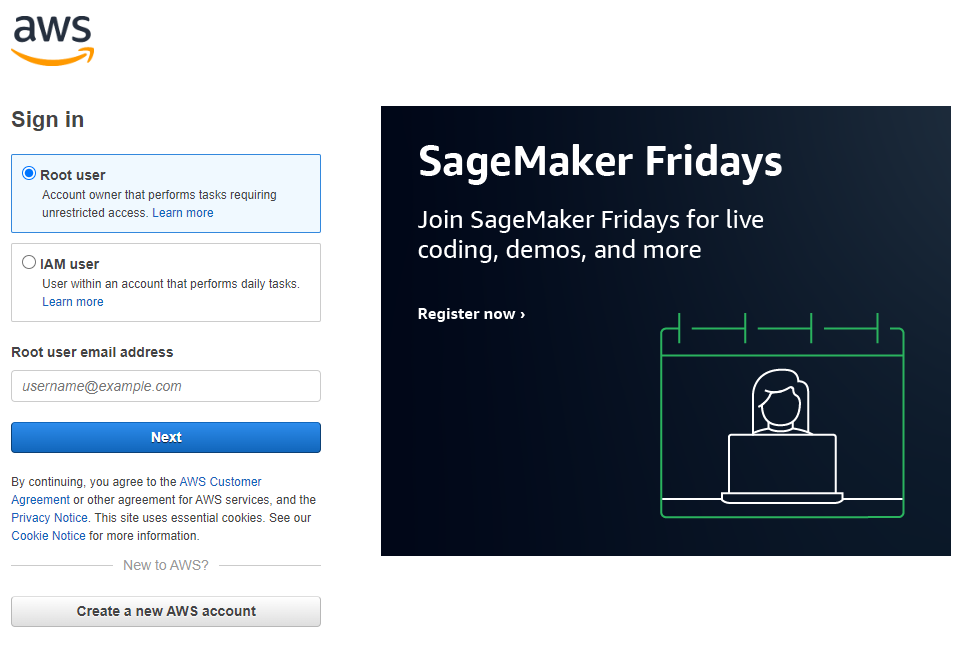 aws
Sign in
Root user
Account owner that performs tasks requiring
unrestricted access. Learn more
IAM user
User within an account that performs daily tasks.
Learn more
Root user email address
username@example.com
Next
By continuing, you agree to the AWS Customer
Agreement or other agreement for AWS services, and the
Privacy Notice. This site uses essential cookies. See our
Cookie Notice for more information.
New to AWS?
Create a new AWS account
SageMaker Fridays
Join SageMaker Fridays for live
coding, demos, and more
Register now ›